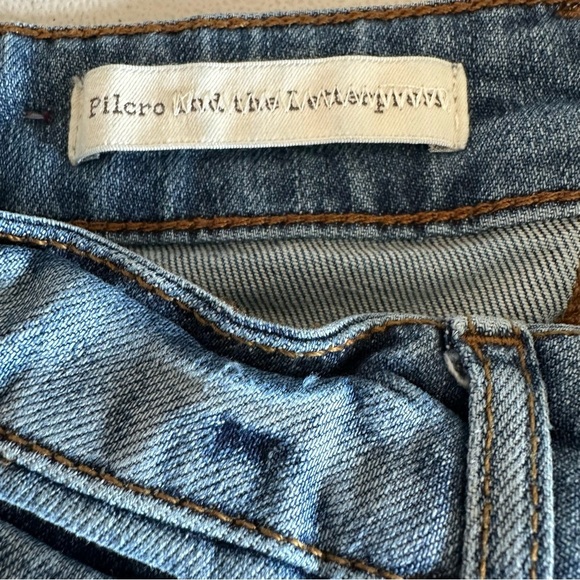 Pilcro and the Letterpress